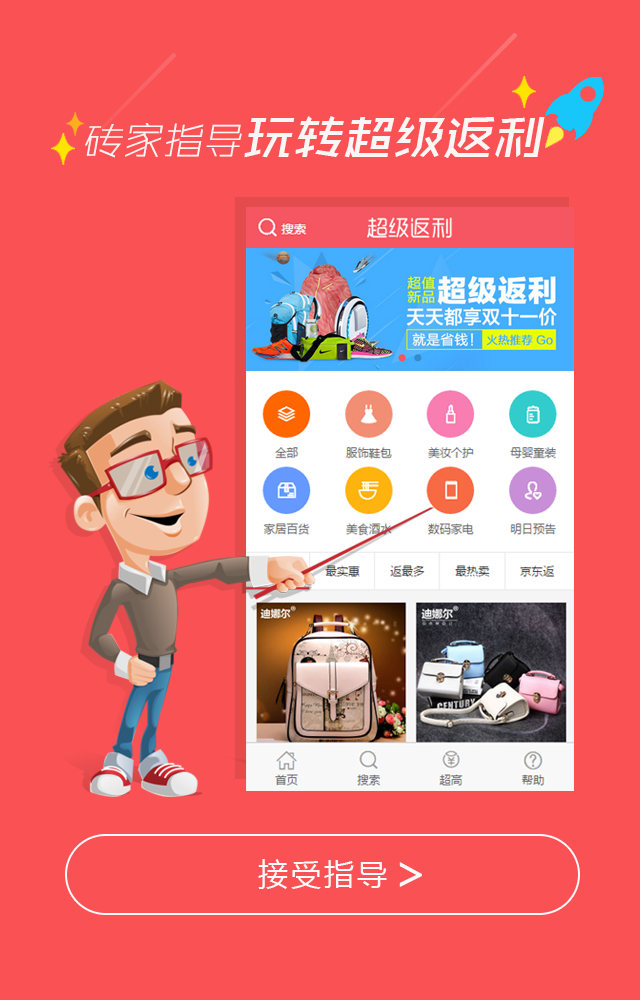 砖家指导玩转超级返利
搜索 超级返利
超值
新品
超级返利
天天都享双十一价
就是省钱！ 火热推荐 Go
全部 服饰鞋包 美妆个护 母婴童装
家居百货 美食酒水 数码家电 明日预告
最实惠 返最多 最热卖 京东返
迪娜尔® 迪娜尔®
CENTURY
首页 搜索 超高 帮助
接受指导 >